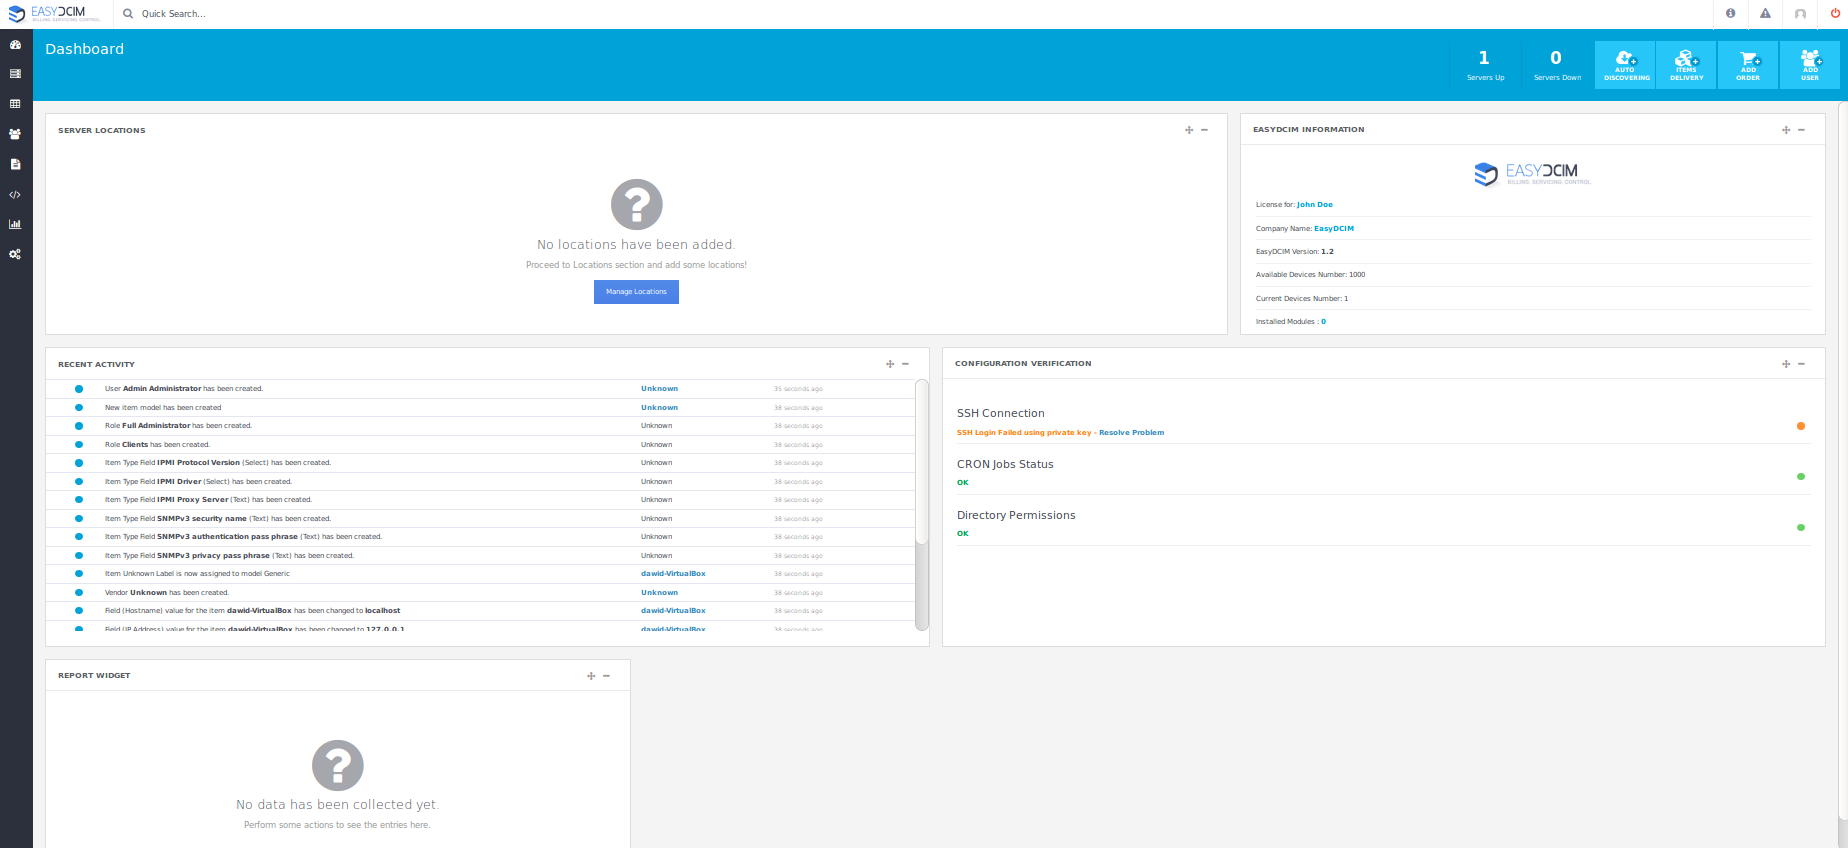 EASYDCIM
BILLING. SERVICING. CONTROL.
Quick Search...
Dashboard
1
Servers Up
0
Servers Down
AUTO
DISCOVERING
ITEMS
DELIVERY
ADD
ORDER
ADD
USER
SERVER LOCATIONS
No locations have been added.
Proceed to Locations section and add some locations!
Manage Locations
EASYDCIM INFORMATION
EASYDCIM
BILLING. SERVICING. CONTROL.
License for: John Doe
Company Name: EasyDCIM
EasyDCIM Version: 1.2
Available Devices Number: 1000
Current Devices Number: 1
Installed Modules : 0
RECENT ACTIVITY
User Admin Administrator has been created. Unknown 35 seconds ago
New item model has been created Unknown 38 seconds ago
Role Full Administrator has been created. Unknown 38 seconds ago
Role Clients has been created. Unknown 38 seconds ago
Item Type Field IPMI Protocol Version (Select) has been created. Unknown 38 seconds ago
Item Type Field IPMI Driver (Select) has been created. Unknown 38 seconds ago
Item Type Field IPMI Proxy Server (Text) has been created. Unknown 38 seconds ago
Item Type Field SNMPv3 security name (Text) has been created. Unknown 38 seconds ago
Item Type Field SNMPv3 authentication pass phrase (Text) has been created. Unknown 38 seconds ago
Item Type Field SNMPv3 privacy pass phrase (Text) has been created. Unknown 38 seconds ago
Item Unknown Label is now assigned to model Generic dawid-VirtualBox 38 seconds ago
Vendor Unknown has been created. Unknown 38 seconds ago
Field (Hostname) value for the item dawid-VirtualBox has been changed to localhost dawid-VirtualBox 38 seconds ago
Field (IP Address) value for the item dawid-VirtualBox has been changed to 127.0.0.1 dawid-VirtualBox 38 seconds ago
CONFIGURATION VERIFICATION
SSH Connection
SSH Login Failed using private key - Resolve Problem
CRON Jobs Status
OK
Directory Permissions
OK
REPORT WIDGET
No data has been collected yet.
Perform some actions to see the entries here.